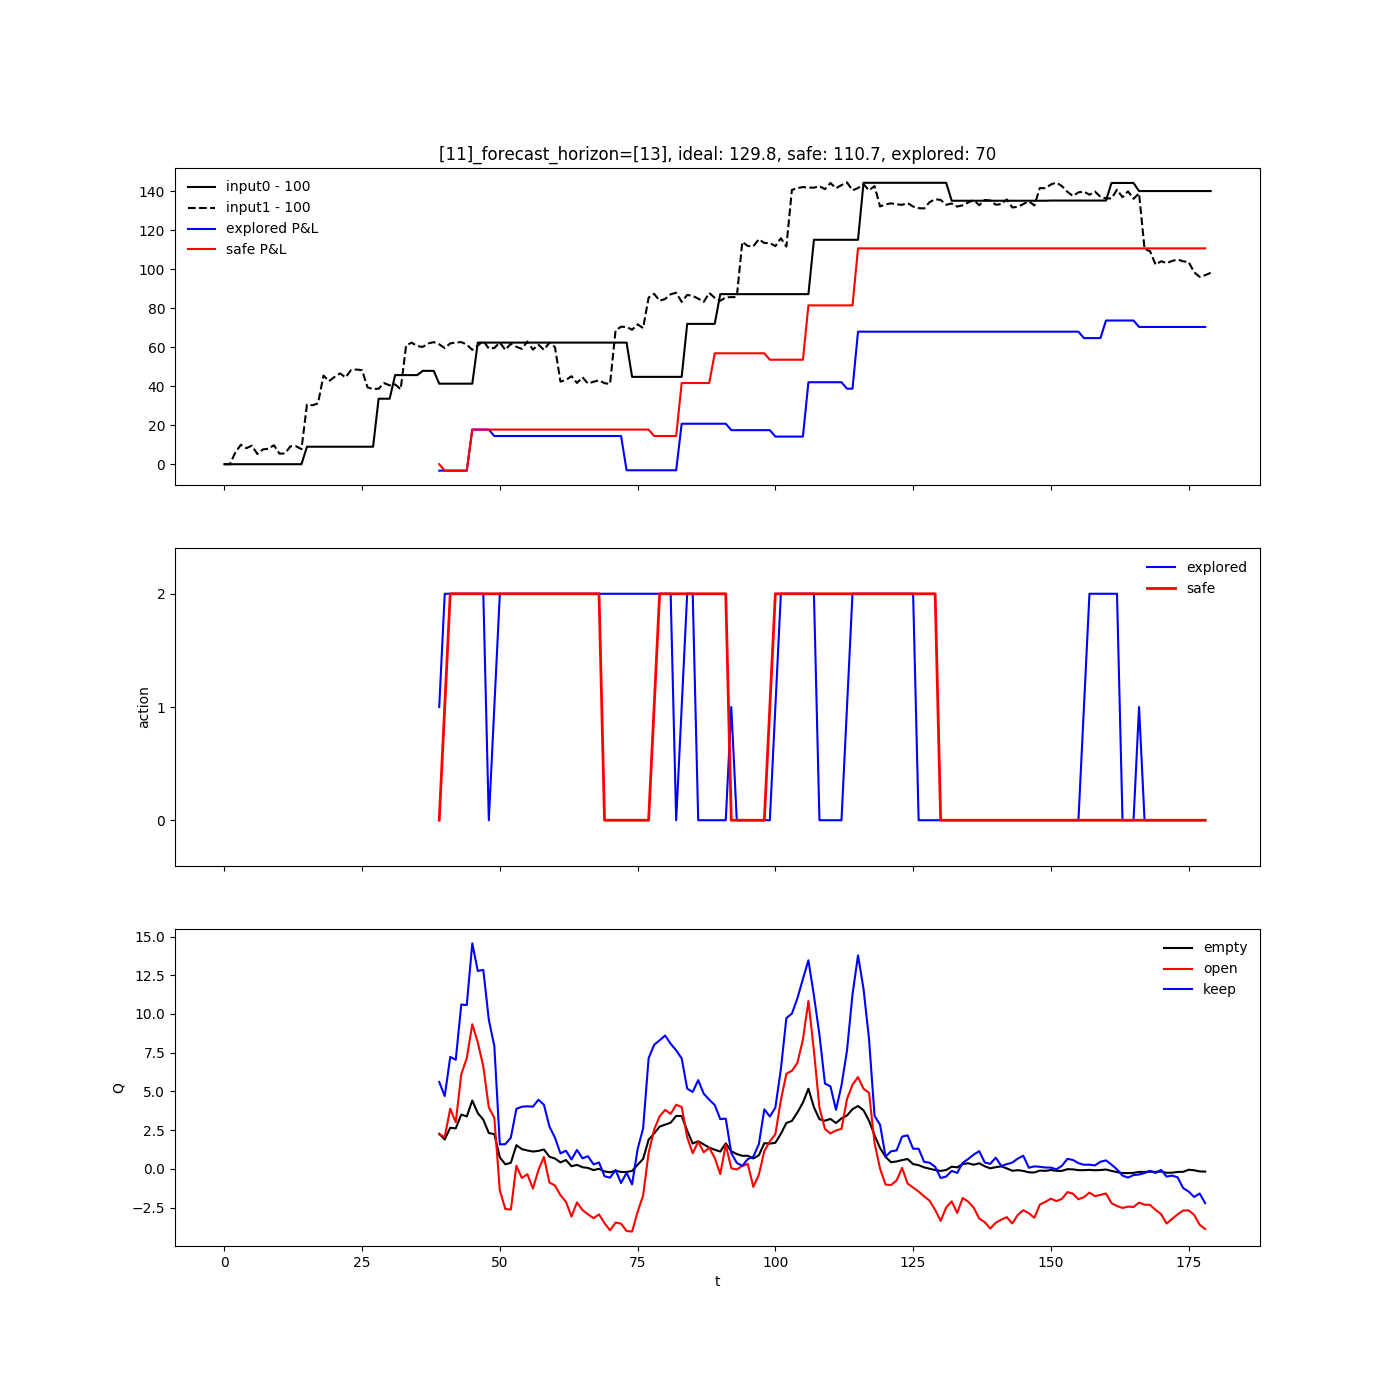 [11]_forecast_horizon=[13], ideal: 129.8, safe: 110.7, explored: 70
140
120
100
80
60
40
20
0
input0 - 100
input1 - 100
explored P&L
safe P&L
action
2
1
0
explored
safe
Q
15.0
12.5
10.0
7.5
5.0
2.5
0.0
−2.5
empty
open
keep
0 25 50 75 100 125 150 175
t